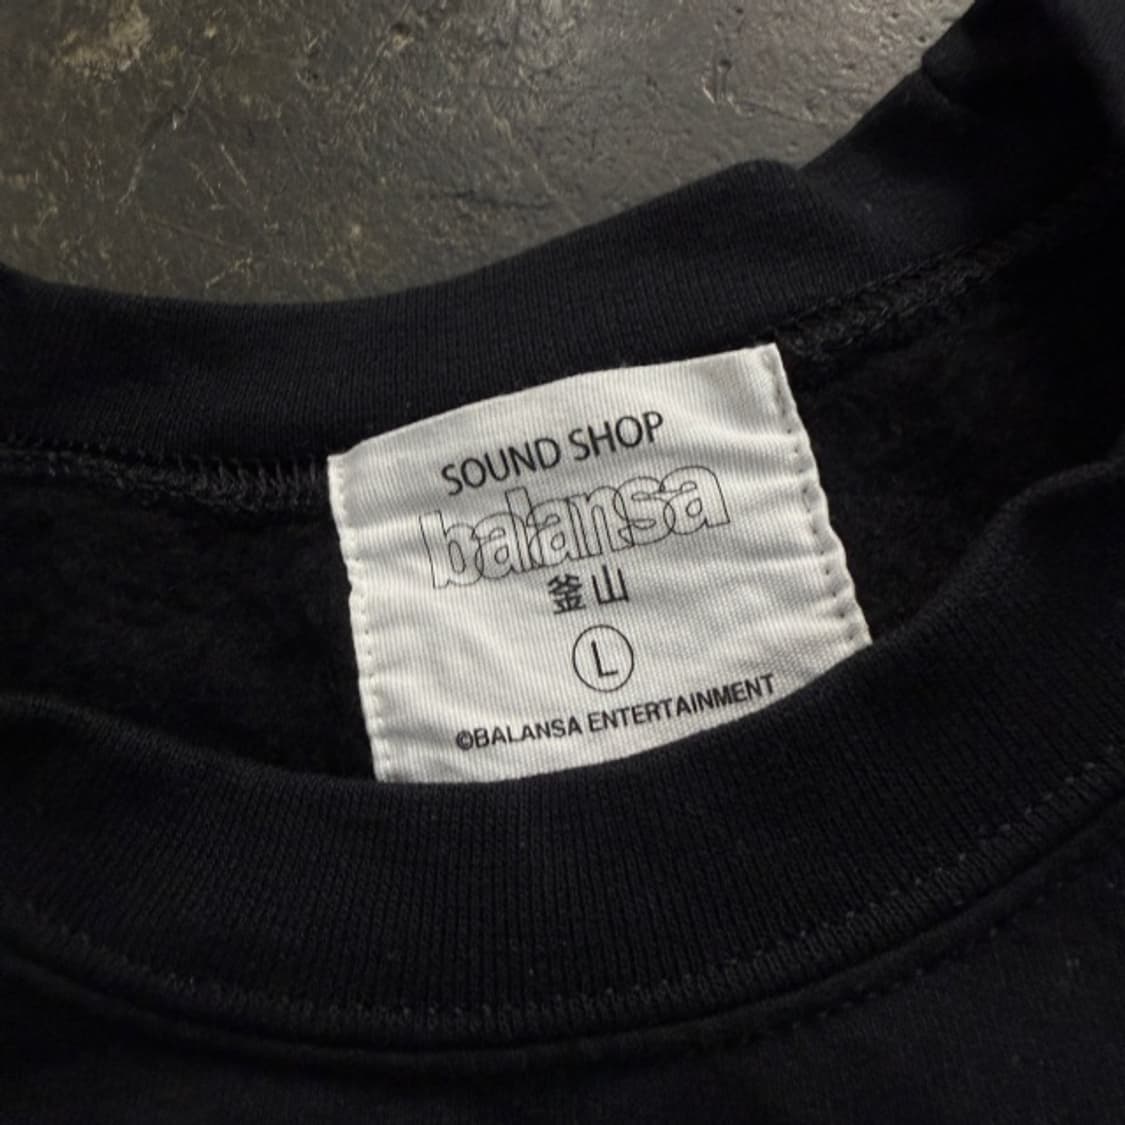 SOUND SHOP
balansa
釜山
L
©BALANSA ENTERTAINMENT